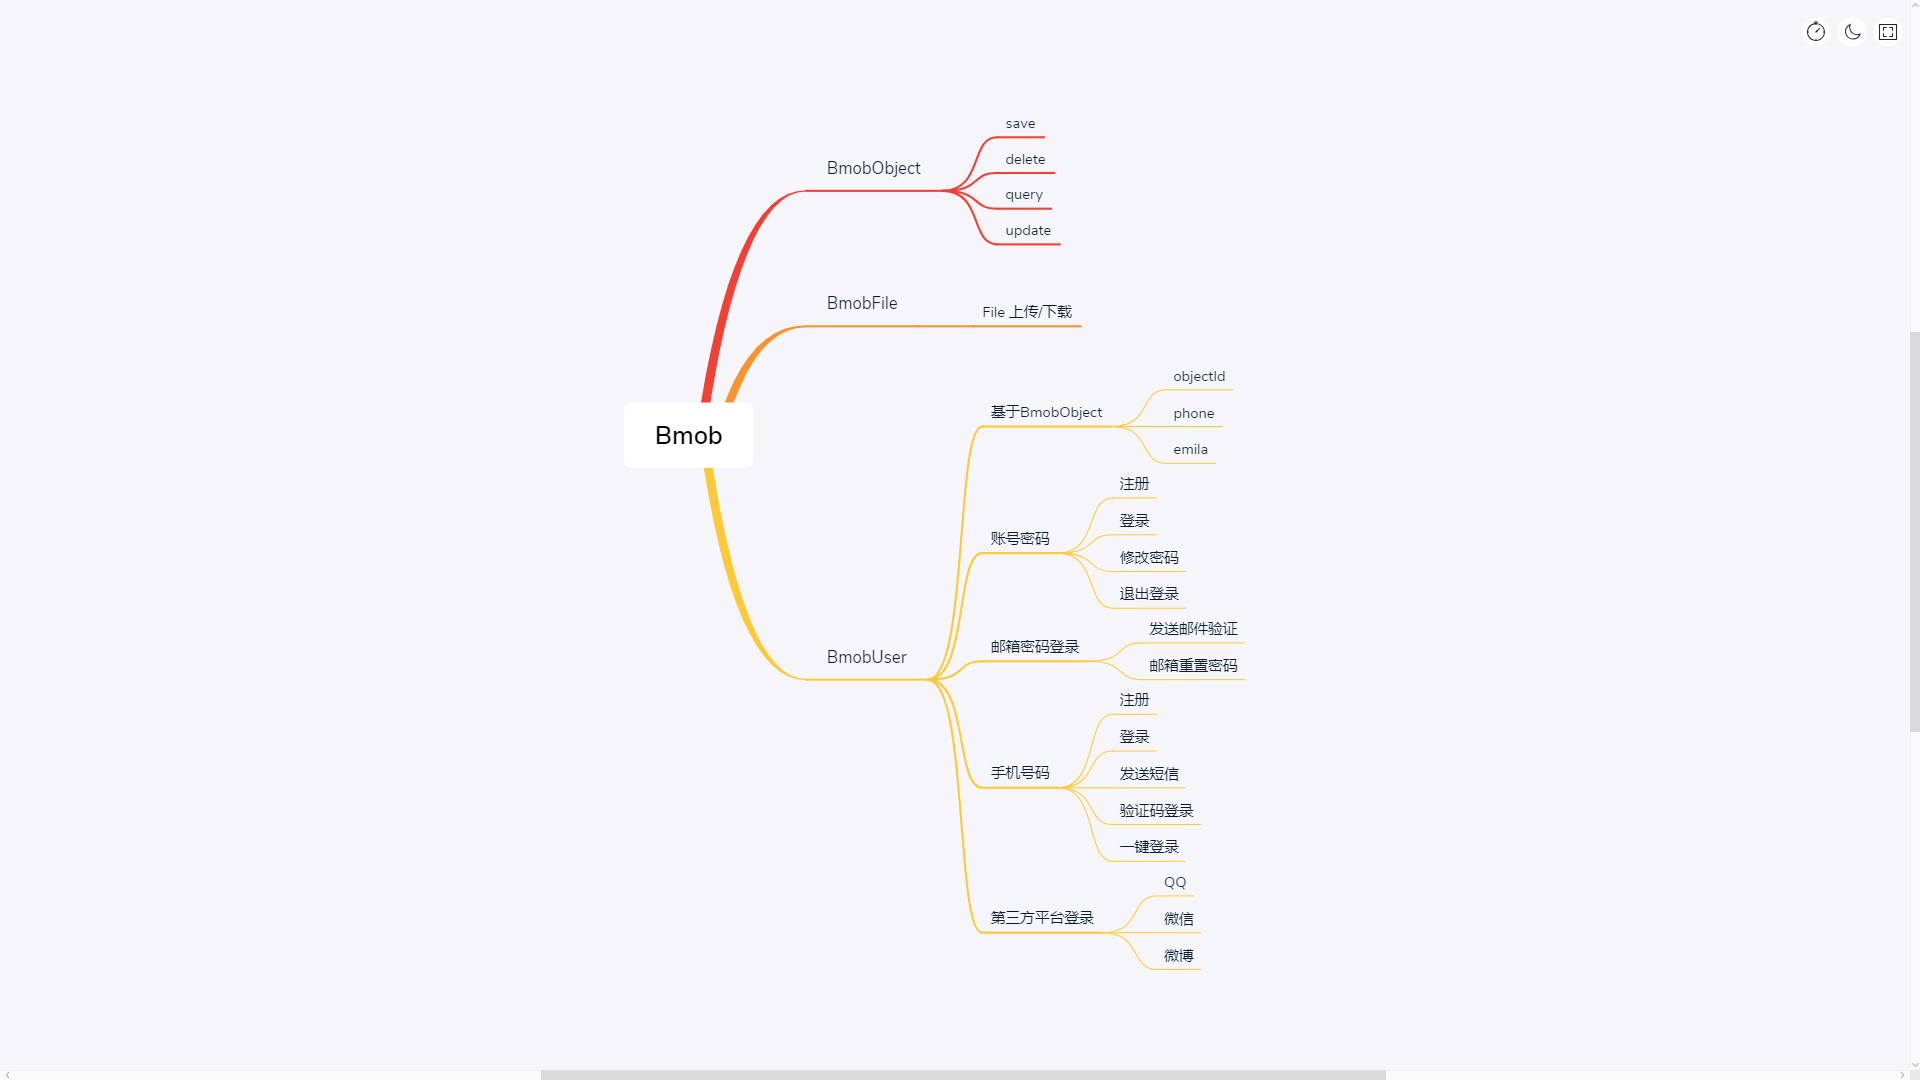 Bmob
BmobObject
save
delete
query
update
BmobFile
File 上传/下载
BmobUser
基于BmobObject
objectId
phone
emila
账号密码
注册
登录
修改密码
退出登录
邮箱密码登录
发送邮件验证
邮箱重置密码
手机号码
注册
登录
发送短信
验证码登录
一键登录
第三方平台登录
QQ
微信
微博